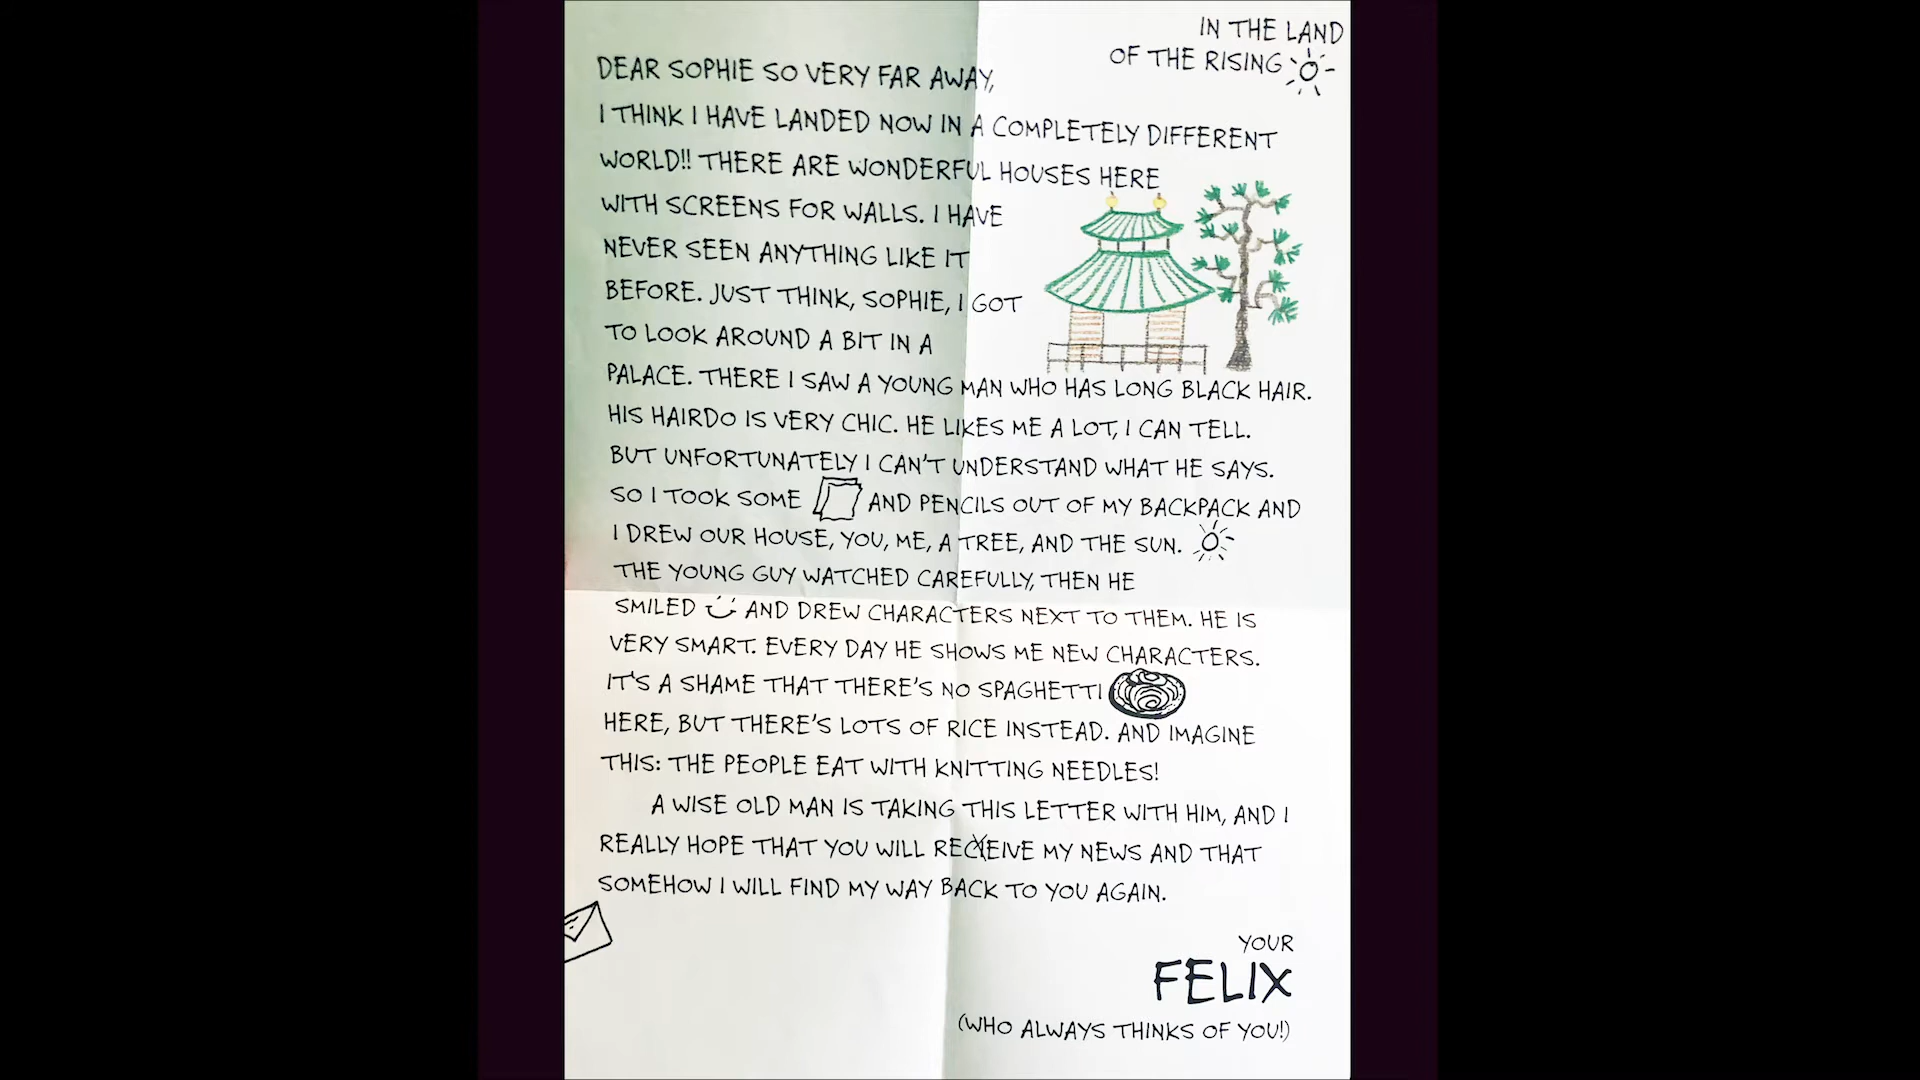 IN THE LAND
OF THE RISING
DEAR SOPHIE SO VERY FAR AWAY,
I THINK I HAVE LANDED NOW IN A COMPLETELY DIFFERENT
WORLD!! THERE ARE WONDERFUL HOUSES HERE
WITH SCREENS FOR WALLS. I HAVE
NEVER SEEN ANYTHING LIKE IT
BEFORE. JUST THINK, SOPHIE, I GOT
TO LOOK AROUND A BIT IN A
PALACE. THERE I SAW A YOUNG MAN WHO HAS LONG BLACK HAIR.
HIS HAIRDO IS VERY CHIC. HE LIKES ME A LOT, I CAN TELL.
BUT UNFORTUNATELY I CAN'T UNDERSTAND WHAT HE SAYS.
SO I TOOK SOME AND PENCILS OUT OF MY BACKPACK AND
I DREW OUR HOUSE, YOU, ME, A TREE, AND THE SUN.
THE YOUNG GUY WATCHED CAREFULLY, THEN HE
SMILED AND DREW CHARACTERS NEXT TO THEM. HE IS
VERY SMART. EVERY DAY HE SHOWS ME NEW CHARACTERS.
IT'S A SHAME THAT THERE'S NO SPAGHETTI
HERE, BUT THERE'S LOTS OF RICE INSTEAD. AND IMAGINE
THIS: THE PEOPLE EAT WITH KNITTING NEEDLES!
A WISE OLD MAN IS TAKING THIS LETTER WITH HIM, AND I
REALLY HOPE THAT YOU WILL RECEIVE MY NEWS AND THAT
SOMEHOW I WILL FIND MY WAY BACK TO YOU AGAIN.
YOUR
FELIX
(WHO ALWAYS THINKS OF YOU!)